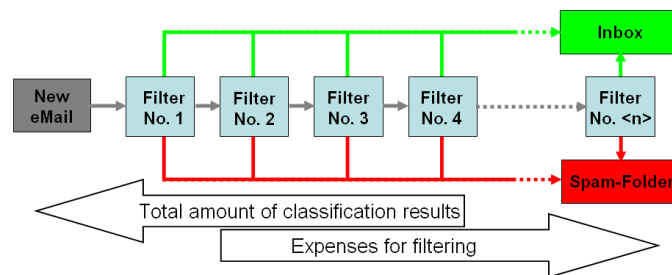 Inbox
New
eMail
Filter
No. 1
Filter
No. 2
Filter
No. 3
Filter
No. 4
Filter
No. <n>
Spam-Folder
Total amount of classification results
Expenses for filtering